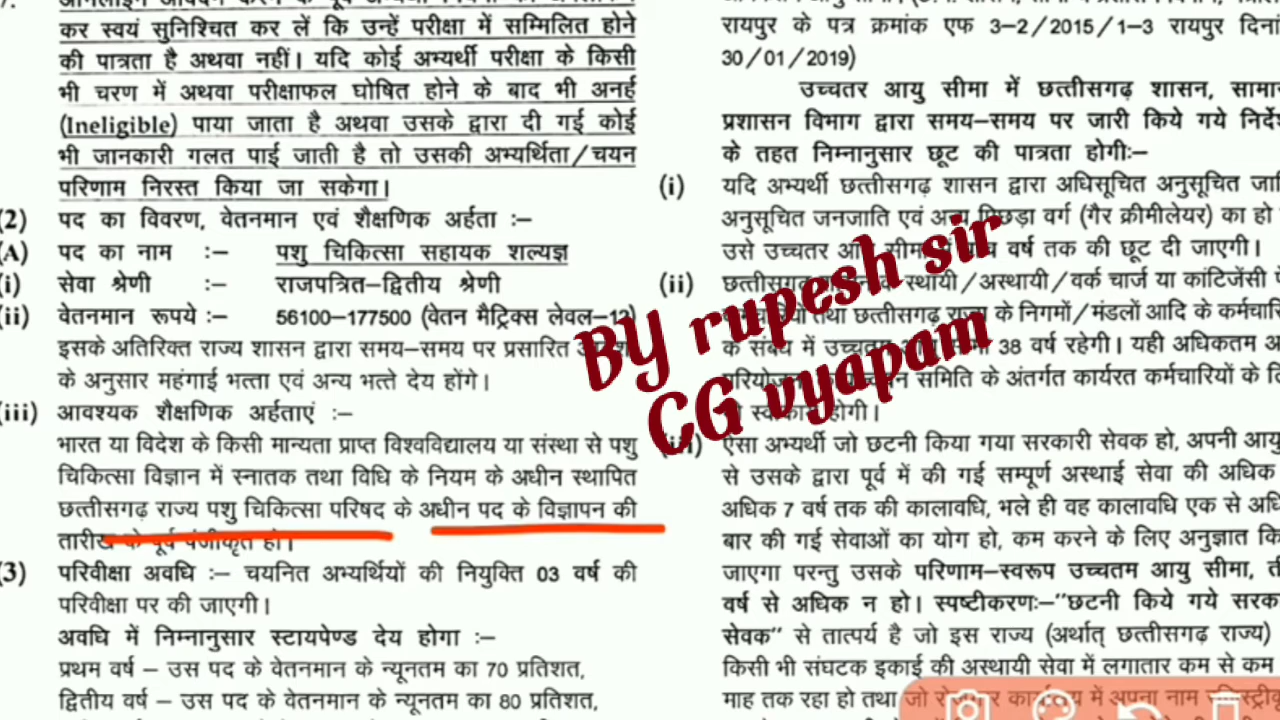 कर स्वयं सुनिश्चित कर लें कि उन्हें परीक्षा में सम्मिलित होने
की पात्रता है अथवा नहीं। यदि कोई अभ्यर्थी परीक्षा के किसी
भी चरण में अथवा परीक्षाफल घोषित होने के बाद भी अनर्ह
(Ineligible) पाया जाता है अथवा उसके द्वारा दी गई कोई
भी जानकारी गलत पाई जाती है तो उसकी अभ्यर्थिता/चयन
परिणाम निरस्त किया जा सकेगा।
(2) पद का विवरण, वेतनमान एवं शैक्षणिक अर्हता :–
(A) पद का नाम :– पशु चिकित्सा सहायक शल्यज्ञ
(i) सेवा श्रेणी :– राजपत्रित–द्वितीय श्रेणी
(ii) वेतनमान रूपये :– 56100–177500 (वेतन मैट्रिक्स लेवल–12)
इसके अतिरिक्त राज्य शासन द्वारा समय–समय पर प्रसारित
के अनुसार महंगाई भत्ता एवं अन्य भत्ते देय होंगे।
(iii) आवश्यक शैक्षणिक अर्हताएं :–
भारत या विदेश के किसी मान्यता प्राप्त विश्वविद्यालय या संस्था से पशु
चिकित्सा विज्ञान में स्नातक तथा विधि के नियम के अधीन स्थापित
छत्तीसगढ़ राज्य पशु चिकित्सा परिषद के अधीन पद के विज्ञापन की
तारीख के पूर्व पंजीकृत हो।
(3) परिवीक्षा अवधि :– चयनित अभ्यर्थियों की नियुक्ति 03 वर्ष की
परिवीक्षा पर की जाएगी।
अवधि में निम्नानुसार स्टायपेण्ड देय होगा :–
प्रथम वर्ष – उस पद के वेतनमान के न्यूनतम का 70 प्रतिशत,
द्वितीय वर्ष – उस पद के वेतनमान के न्यूनतम का 80 प्रतिशत,
रायपुर के पत्र क्रमांक एफ 3–2/2015/1–3 रायपुर
30/01/2019)
उच्चतर आयु सीमा में छत्तीसगढ़ शासन,
प्रशासन विभाग द्वारा समय–समय पर जारी किये गये
के तहत निम्नानुसार छूट की पात्रता होगीः–
(i) यदि अभ्यर्थी छत्तीसगढ़ शासन द्वारा अधिसूचित अनुसूचित
अनुसूचित जनजाति एवं अन्य पिछड़ा वर्ग (गैर क्रीमीलेयर) का हो
उसे उच्चतर वर्ष तक की छूट दी जाएगी।
(ii) स्थायी/अस्थायी/वर्क चार्ज या कांटिजेंसी
तथा छत्तीसगढ़ राज्य के निगमों/मंडलों आदि के
के संबंध में उच्चतर 38 वर्ष रहेगी। यही अधिकतम
समिति के अंतर्गत कार्यरत कर्मचारियों के
होगी।
ऐसा अभ्यर्थी जो छटनी किया गया सरकारी सेवक हो, अपनी
से उसके द्वारा पूर्व में की गई सम्पूर्ण अस्थाई सेवा की अधिक
अधिक 7 वर्ष तक की कालावधि, भले ही वह कालावधि एक से
बार की गई सेवाओं का योग हो, कम करने के लिए अनुज्ञात
जाएगा परन्तु उसके परिणाम–स्वरूप उच्चतम आयु सीमा,
वर्ष से अधिक न हो। स्पष्टीकरणः–"छटनी किये गये
सेवक" से तात्पर्य है जो इस राज्य (अर्थात् छत्तीसगढ़ राज्य)
किसी भी संघटक इकाई की अस्थायी सेवा में लगातार कम से कम
माह तक रहा हो तथा जो में अपना नाम
BY rupesh sir
CG vyapam